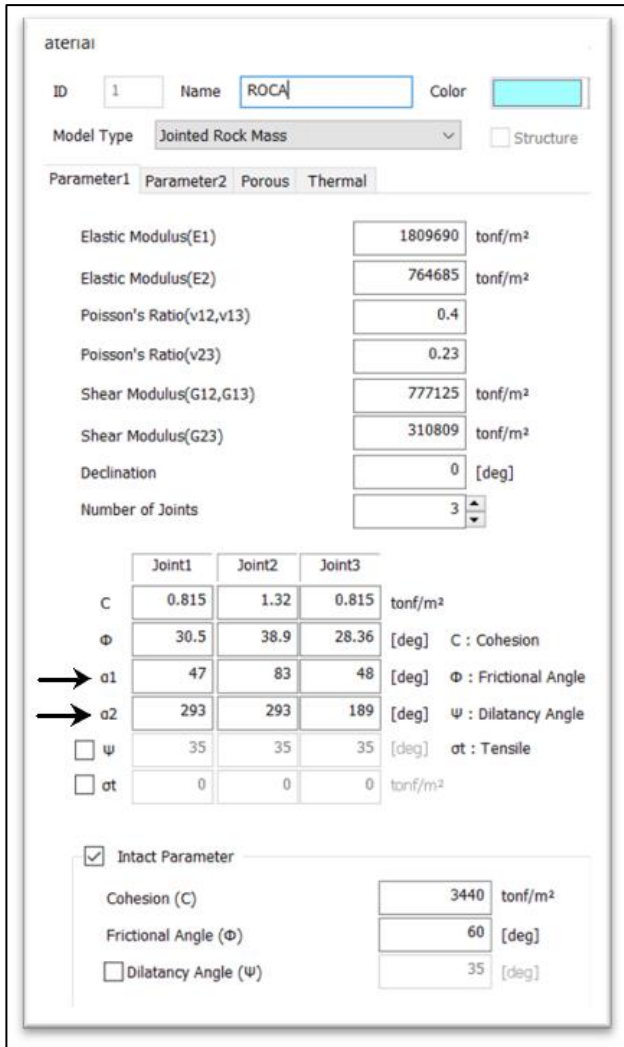 aterial
ID 1 Name ROCA Color
Model Type Jointed Rock Mass Structure
Parameter1 Parameter2 Porous Thermal
Elastic Modulus(E1) 1809690 tonf/m²
Elastic Modulus(E2) 764685 tonf/m²
Poisson's Ratio(v12,v13) 0.4
Poisson's Ratio(v23) 0.23
Shear Modulus(G12,G13) 777125 tonf/m²
Shear Modulus(G23) 310809 tonf/m²
Declination 0 [deg]
Number of Joints 3
Joint1 Joint2 Joint3
C 0.815 1.32 0.815 tonf/m²
Φ 30.5 38.9 28.36 [deg] C : Cohesion
α1 47 83 48 [deg] Φ : Frictional Angle
α2 293 293 189 [deg] Ψ : Dilatancy Angle
Ψ 35 35 35 [deg] σt : Tensile
σt 0 0 0 tonf/m²
Intact Parameter
Cohesion (C) 3440 tonf/m²
Frictional Angle (Φ) 60 [deg]
Dilatancy Angle (Ψ) 35 [deg]